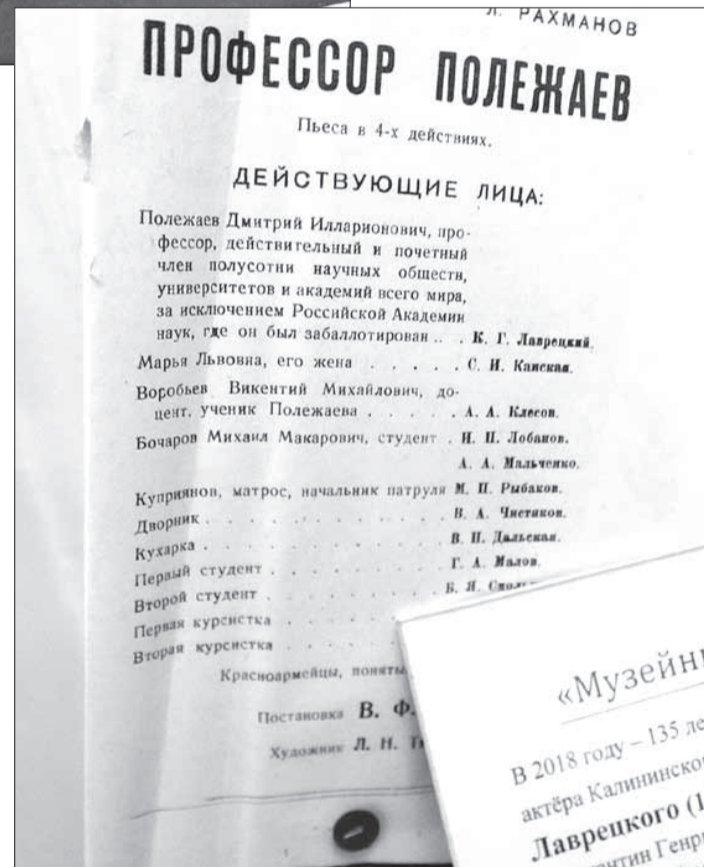 Л. РАХМАНОВ
ПРОФЕССОР ПОЛЕЖАЕВ
Пьеса в 4-х действиях.
ДЕЙСТВУЮЩИЕ ЛИЦА:
Полежаев Дмитрий Илларионович, про-
фессор, действительный и почетный
член полусотни научных обществ,
университетов и академий всего мира,
за исключением Российской Академии
наук, где он был забаллотирован . . . К. Г. Лаврецкий.
Марья Львовна, его жена . . . . . С. И. Канская.
Воробьев Викентий Михайлович, до-
цент, ученик Полежаева . . . . . А. А. Клесов.
Бочаров Михаил Макарович, студент . И. П. Лобанов.
А. А. Мальченко.
Куприянов, матрос, начальник патруля М. П. Рыбаков.
Дворник . . . . . . . . . . . . В. А. Чистяков.
Кухарка . . . . . . . . . . . . В. П. Дальская.
Первый студент . . . . . . . . . Г. А. Малов.
Второй студент . . . . . . . . . Б. Я.
Первая курсистка . . . . . .
Вторая курсистка . . . . . .
Красноармейцы, поняты
Постановка В. Ф.
Художник Л. Н.
«Музейн
В 2018 году – 135 ле
актёра Калининско
Лаврецкого (1
антин Генри